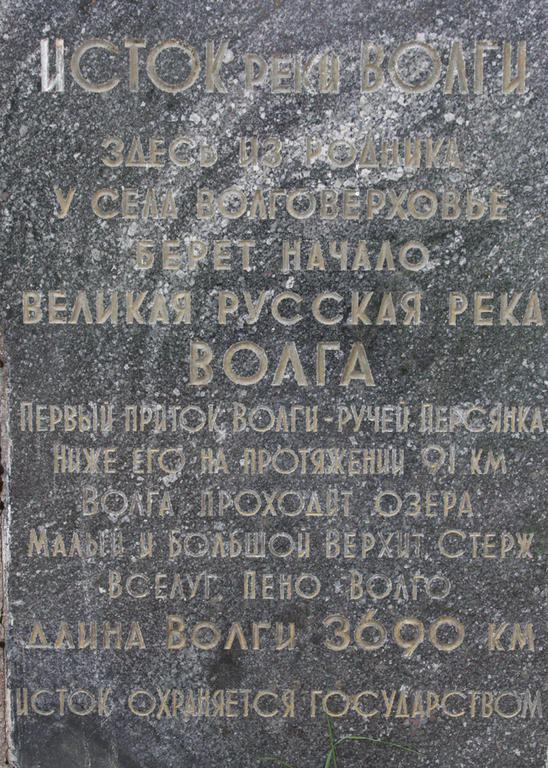 ИСТОК РЕКИ ВОЛГИ
ЗДЕСЬ ИЗ РОДНИКА
У СЕЛА ВОЛГОВЕРХОВЬЕ
БЕРЕТ НАЧАЛО
ВЕЛИКАЯ РУССКАЯ РЕКА
ВОЛГА
ПЕРВЫЙ ПРИТОК ВОЛГИ - РУЧЕЙ ПЕРСЯНКА
НИЖЕ ЕГО НА ПРОТЯЖЕНИИ 91 КМ
ВОЛГА ПРОХОДИТ ОЗЕРА
МАЛЫЙ И БОЛЬШОЙ ВЕРХИТ, СТЕРЖ
ВСЕЛУГ, ПЕНО, ВОЛГО
ДЛИНА ВОЛГИ 3690 КМ
ИСТОК ОХРАНЯЕТСЯ ГОСУДАРСТВОМ